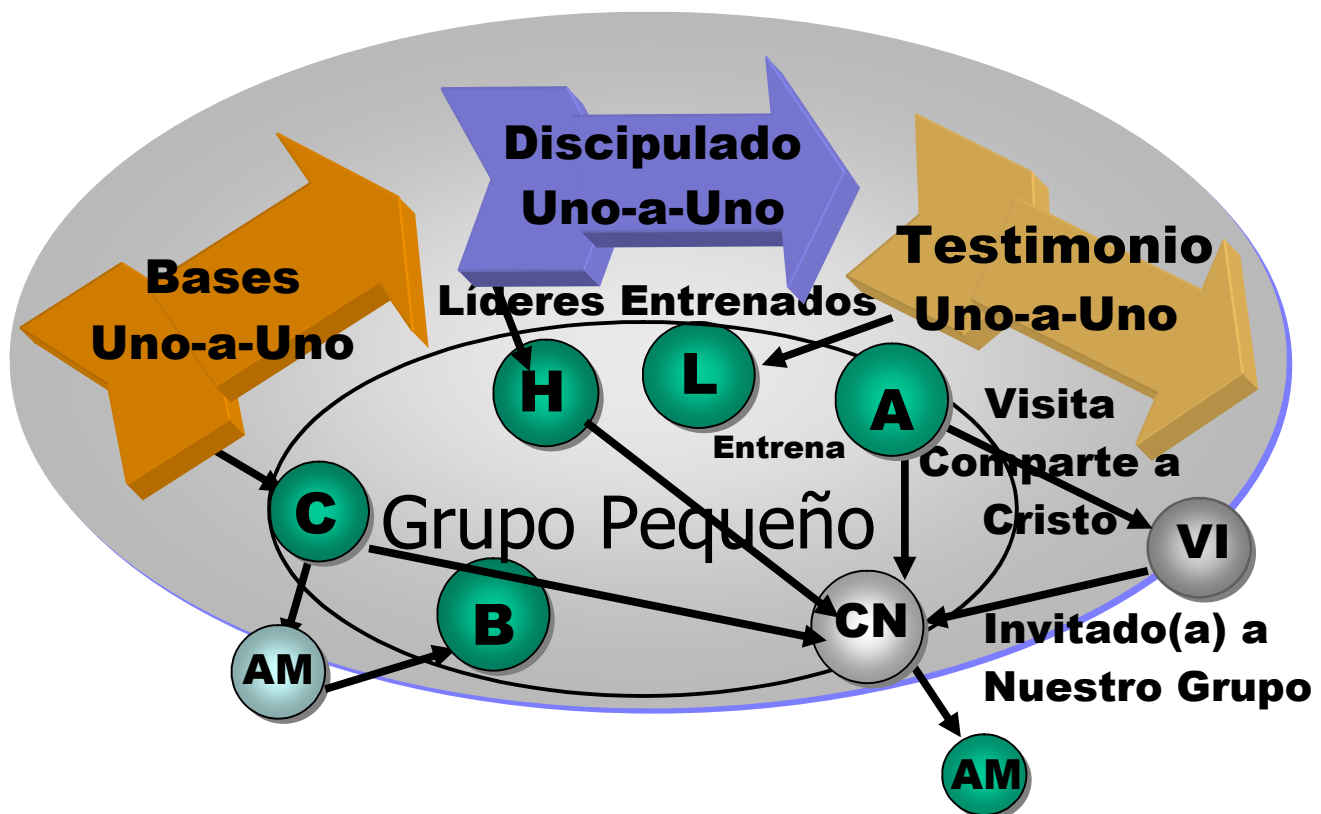 Discipulado
Uno-a-Uno
Bases
Uno-a-Uno
Testimonio
Uno-a-Uno
Líderes Entrenados
H
L
A
Visita
Entrena
Comparte a
Cristo
C
Grupo Pequeño
VI
B
CN
Invitado(a) a
Nuestro Grupo
AM
AM